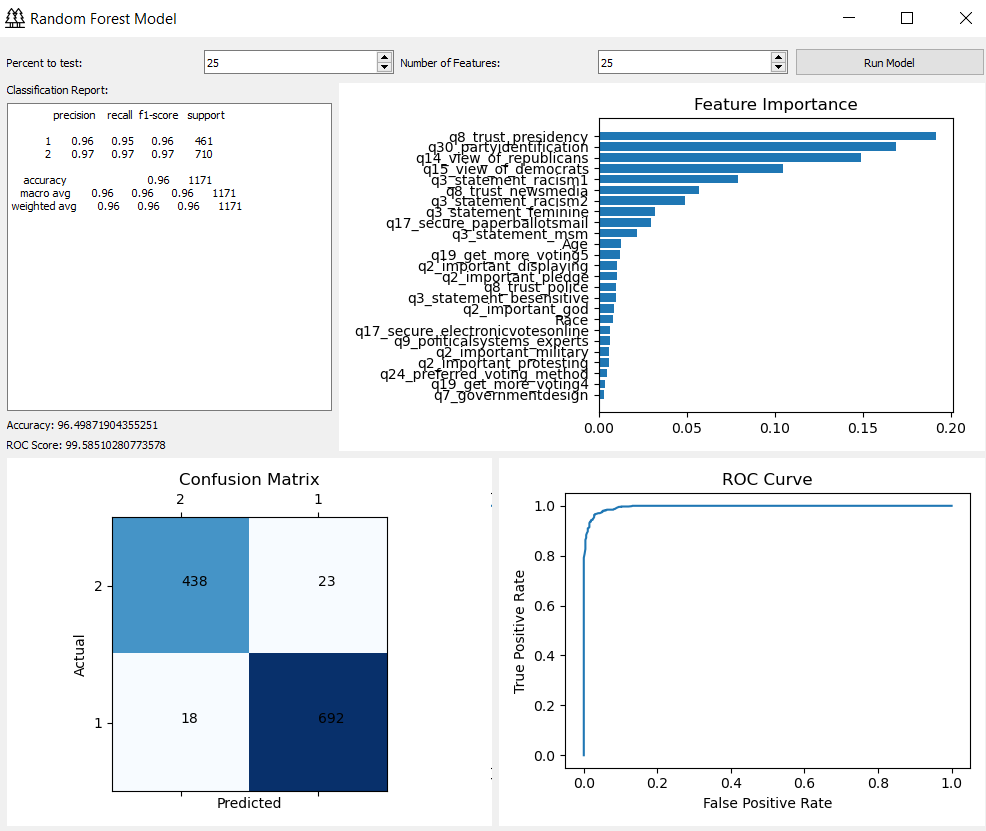 Random Forest Model
Percent to test:
25
Number of Features:
25
Run Model
Classification Report:
precision recall f1-score support
1 0.96 0.95 0.96 461
2 0.97 0.97 0.97 710
accuracy 0.96 1171
macro avg 0.96 0.96 0.96 1171
weighted avg 0.96 0.96 0.96 1171
Accuracy: 96.49871904355251
ROC Score: 99.58510280773578
Feature Importance
q8_trust_presidency
q30_partyidentification
q14_view_of_republicans
q15_view_of_democrats
q3_statement_racism1
q8_trust_newsmedia
q3_statement_racism2
q3_statement_feminine
q17_secure_paperballotsmail
q3_statement_msm
Age
q19_get_more_voting5
q2_important_displaying
q2_important_pledge
q8_trust_police
q3_statement_besensitive
q2_important_god
Race
q17_secure_electronicvotesonline
q9_politicalsystems_experts
q2_important_military
q2_important_protesting
q24_preferred_voting_method
q19_get_more_voting4
q7_governmentdesign
0.00 0.05 0.10 0.15 0.20
Confusion Matrix
2 1
2 438 23
1 18 692
Actual
Predicted
ROC Curve
1.0
0.8
0.6
0.4
0.2
0.0
True Positive Rate
0.0 0.2 0.4 0.6 0.8 1.0
False Positive Rate